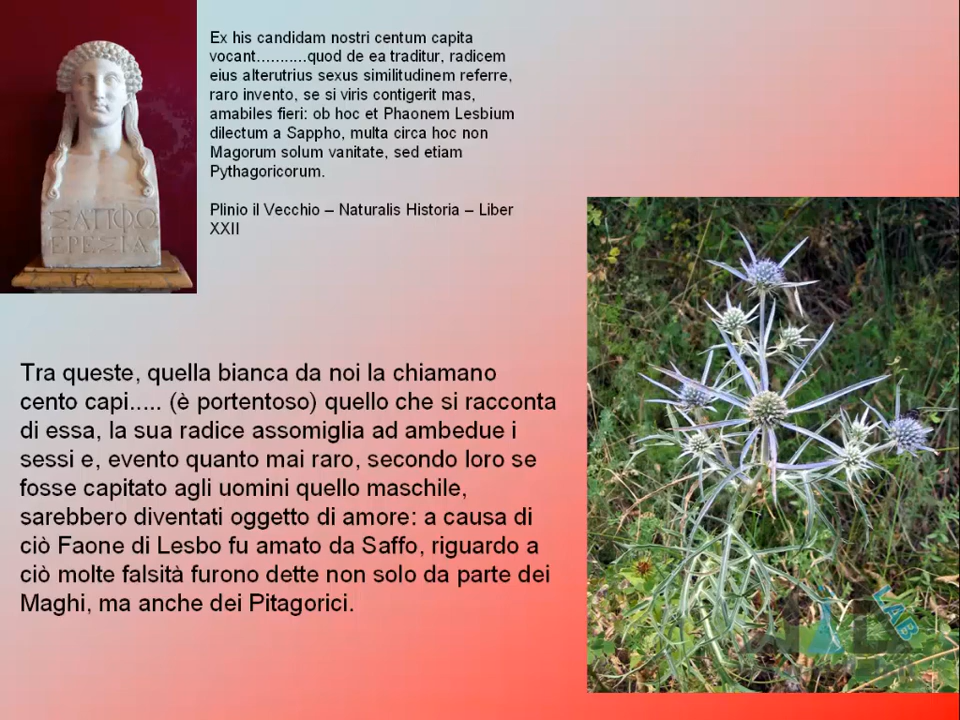 Ex his candidam nostri centum capita
vocant...........quod de ea traditur, radicem
eius alterutrius sexus similitudinem referre,
raro invento, se si viris contigerit mas,
amabiles fieri: ob hoc et Phaonem Lesbium
dilectum a Sappho, multa circa hoc non
Magorum solum vanitate, sed etiam
Pythagoricorum.
Plinio il Vecchio – Naturalis Historia – Liber
XXII
ΣΑΠΦΩ
ΕΡΕΣΙΑ
Tra queste, quella bianca da noi la chiamano
cento capi..... (è portentoso) quello che si racconta
di essa, la sua radice assomiglia ad ambedue i
sessi e, evento quanto mai raro, secondo loro se
fosse capitato agli uomini quello maschile,
sarebbero diventati oggetto di amore: a causa di
ciò Faone di Lesbo fu amato da Saffo, riguardo a
ciò molte falsità furono dette non solo da parte dei
Maghi, ma anche dei Pitagorici.
LAB